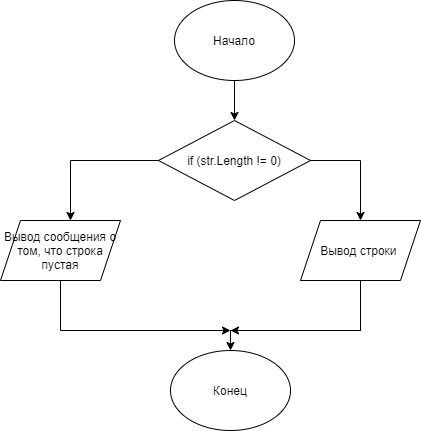 Начало
if (str.Length != 0)
Вывод сообщения о
том, что строка
пустая
Вывод строки
Конец